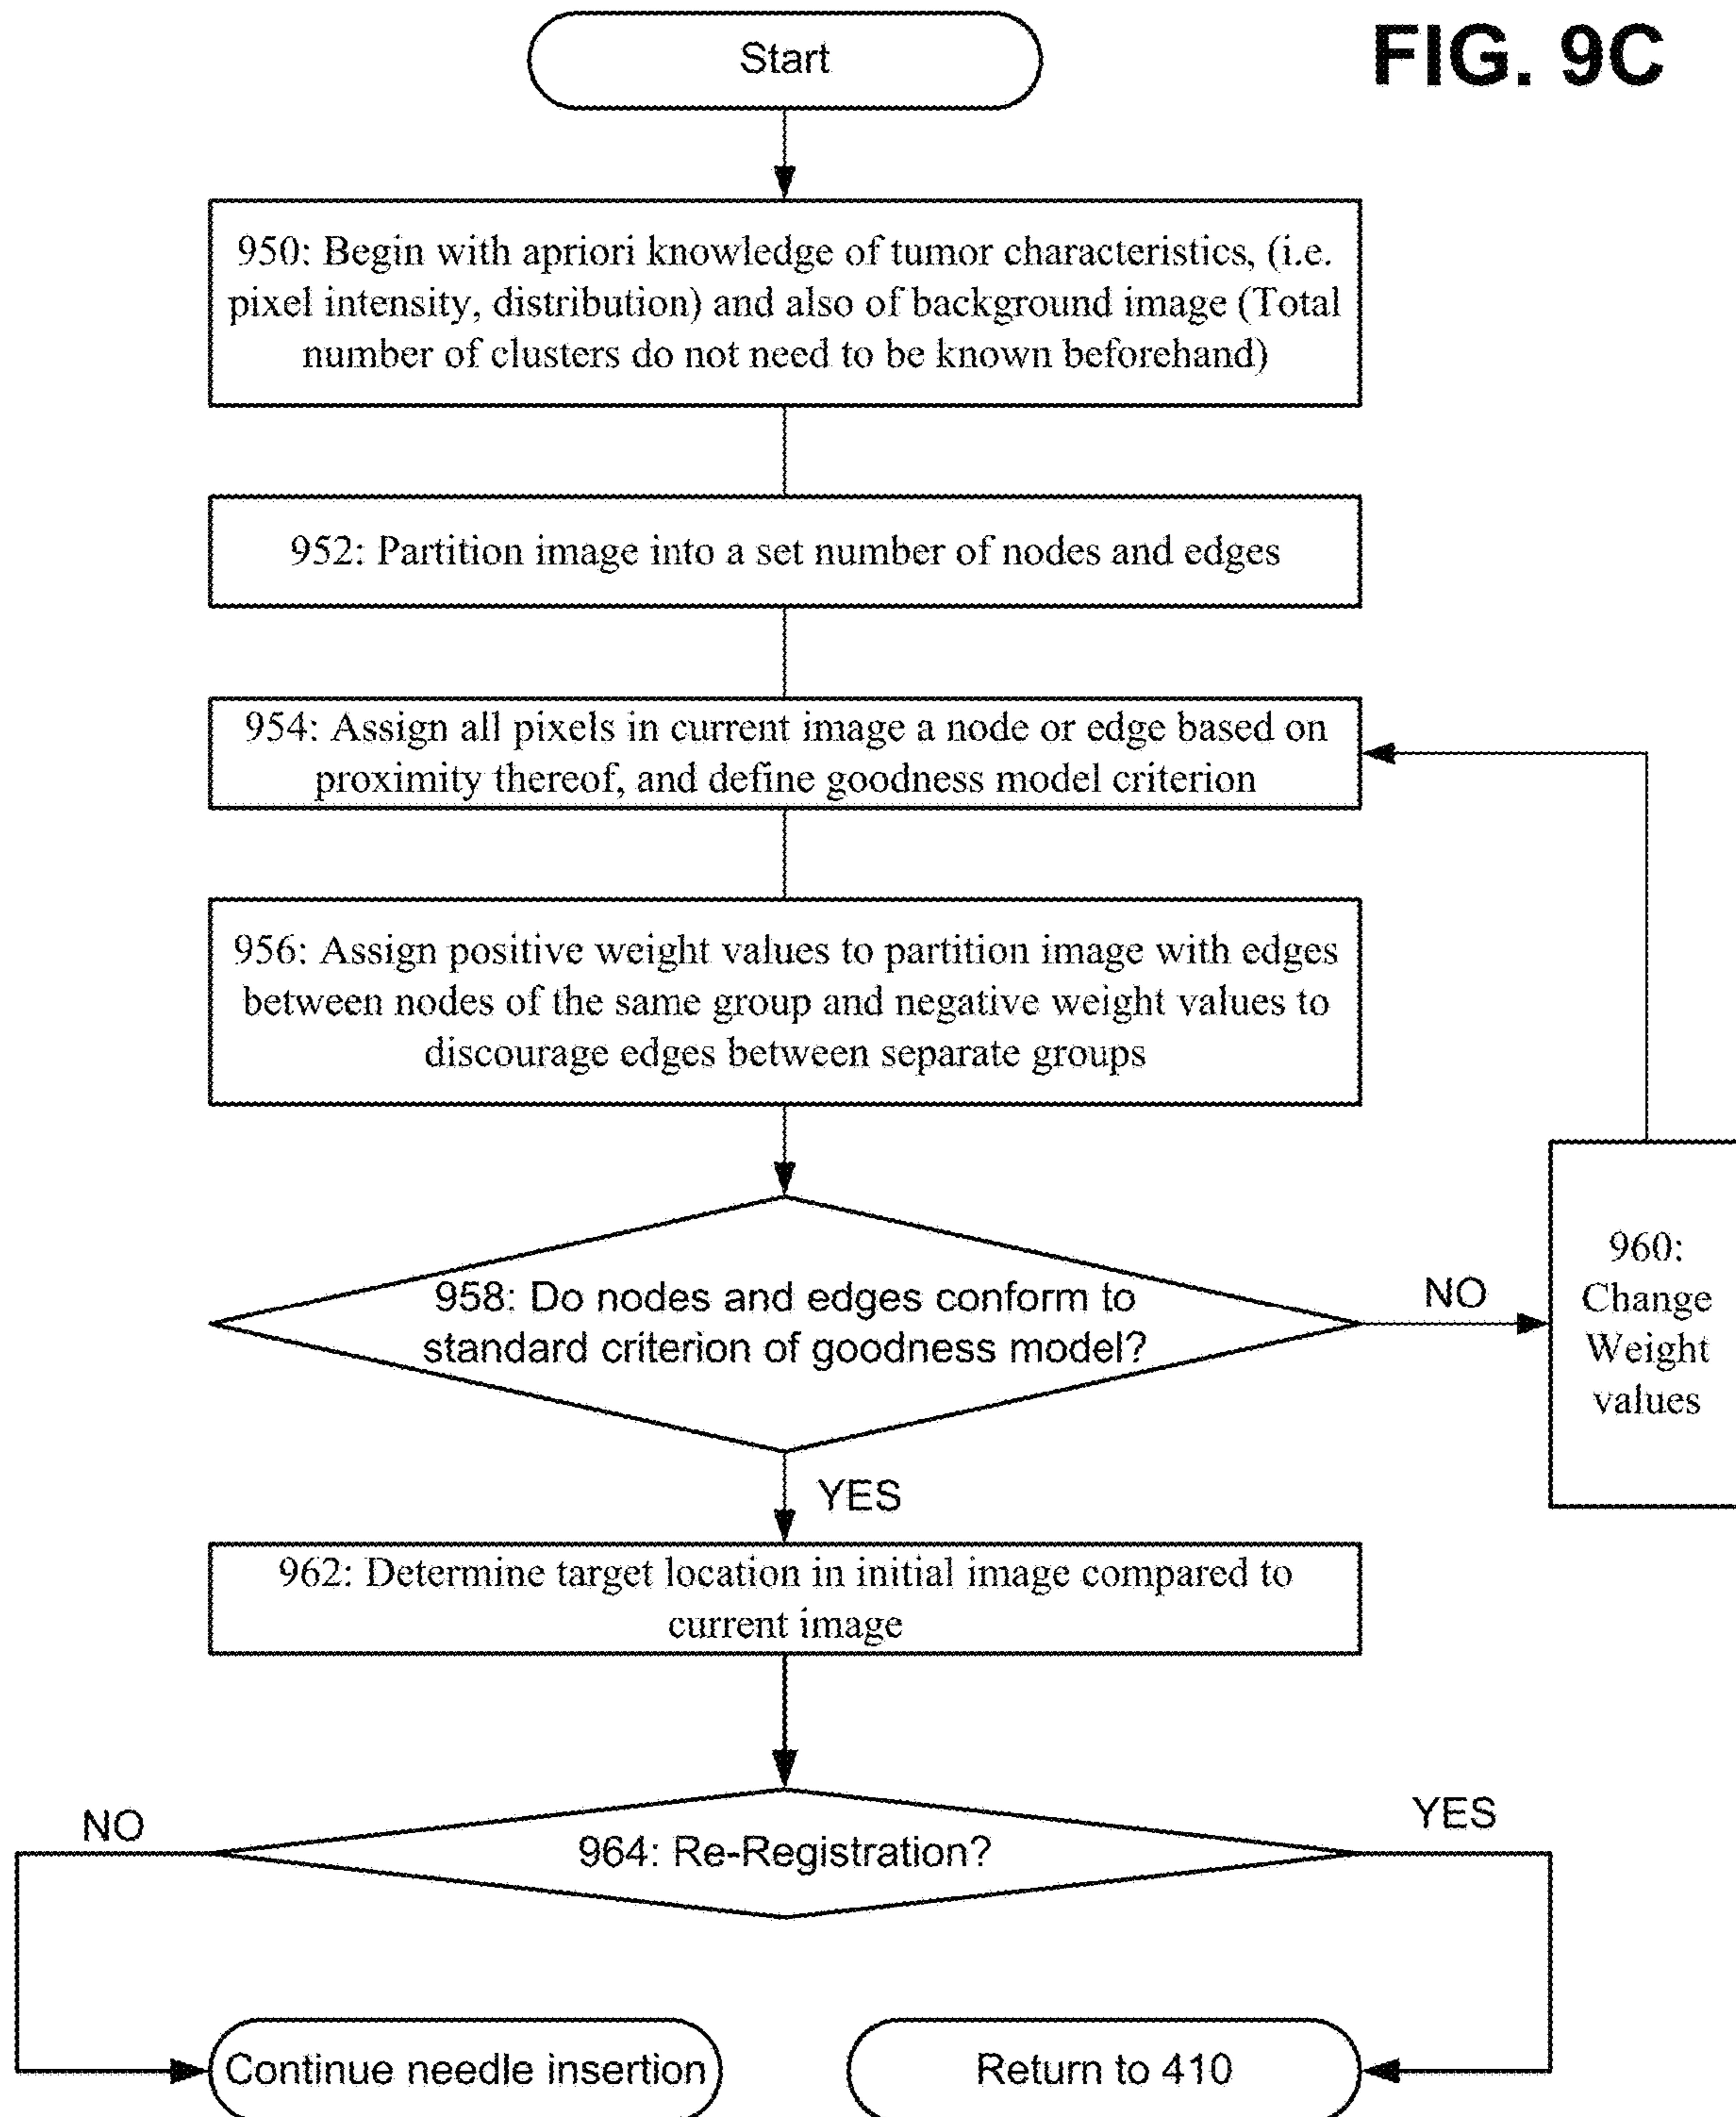 Start
FIG. 9C
950: Begin with apriori knowledge of tumor characteristics, (i.e.
pixel intensity, distribution) and also of background image (Total
number of clusters do not need to be known beforehand)
952: Partition image into a set number of nodes and edges
954: Assign all pixels in current image a node or edge based on
proximity thereof, and define goodness model criterion
956: Assign positive weight values to partition image with edges
between nodes of the same group and negative weight values to
discourage edges between separate groups
958: Do nodes and edges conform to
standard criterion of goodness model?
NO
960:
Change
Weight
values
YES
962: Determine target location in initial image compared to
current image
NO
964: Re-Registration?
YES
Continue needle insertion
Return to 410